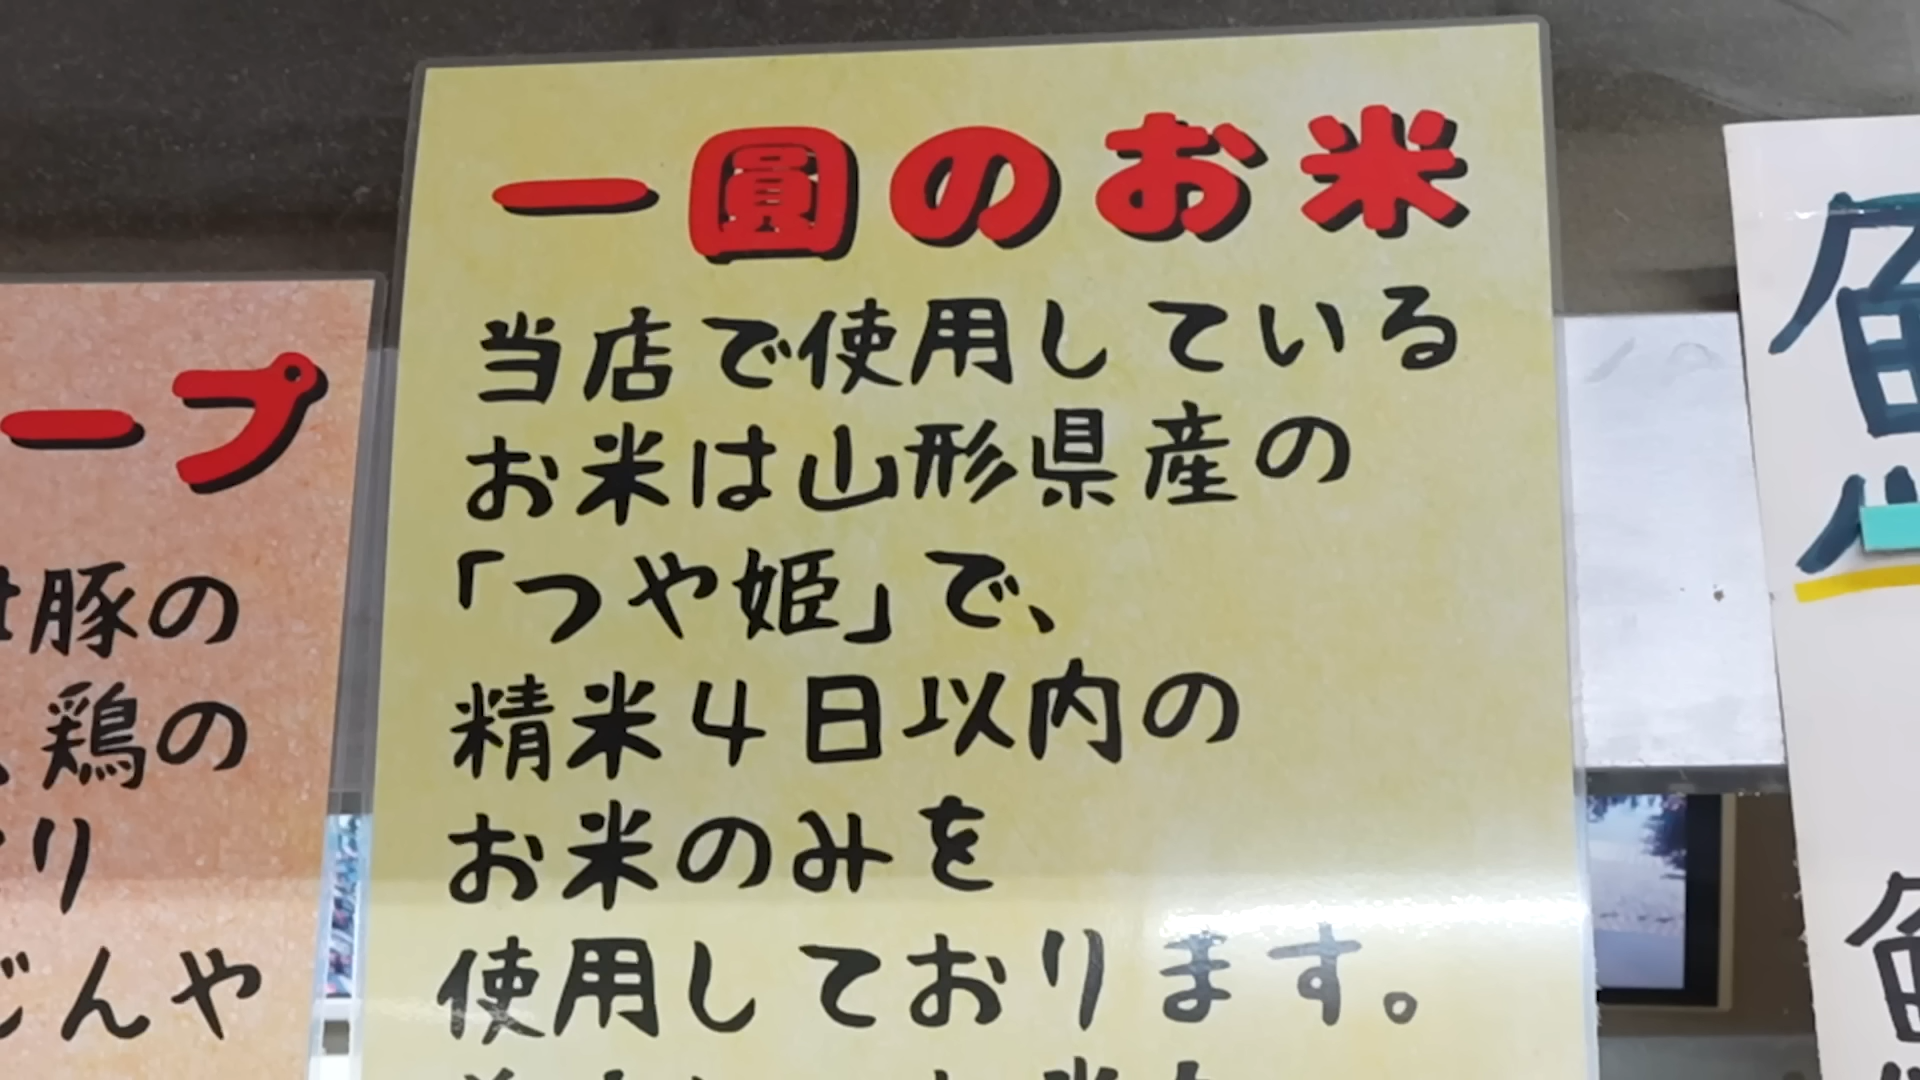 一圓のお米
当店で使用している
お米は山形県産の
「つや姫」で、
精米4日以内の
お米のみを
使用しております。
ープ
豚の
、鶏の
り
んや